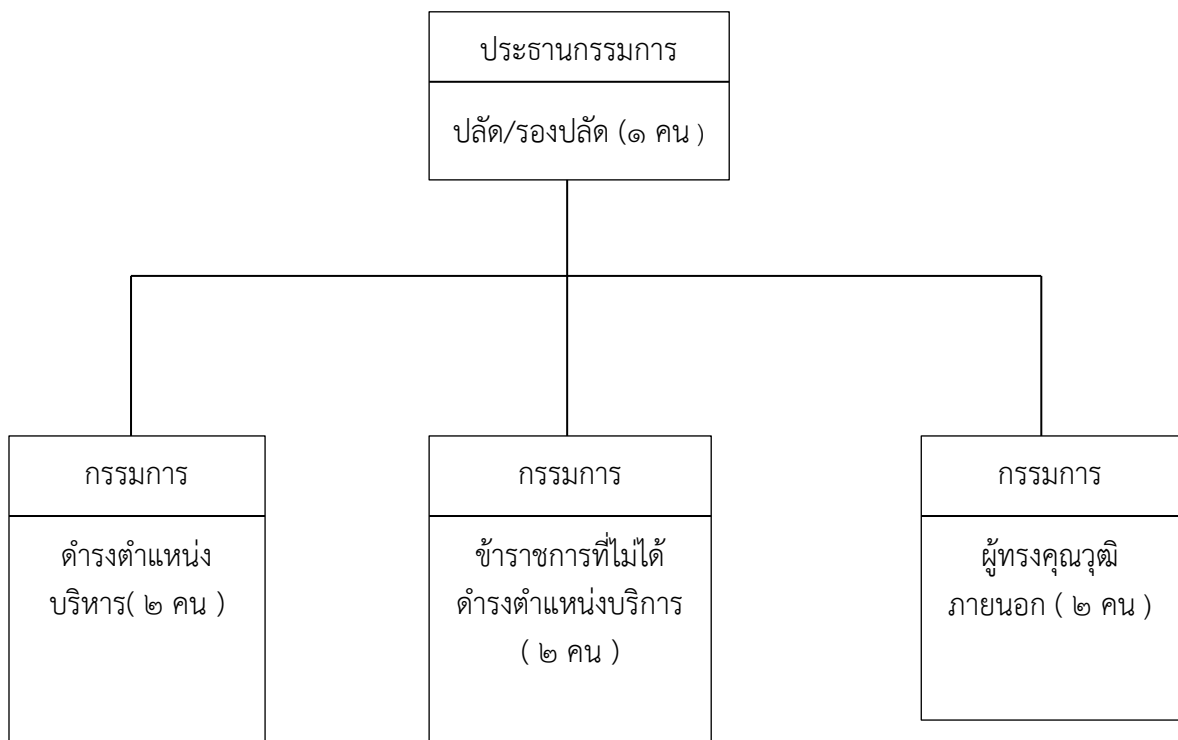 ประธานกรรมการ
ปลัด/รองปลัด (๑ คน )
กรรมการ
ดำรงตำแหน่ง
บริหาร( ๒ คน )
กรรมการ
ข้าราชการที่ไม่ได้
ดำรงตำแหน่งบริการ
( ๒ คน )
กรรมการ
ผู้ทรงคุณวุฒิ
ภายนอก ( ๒ คน )